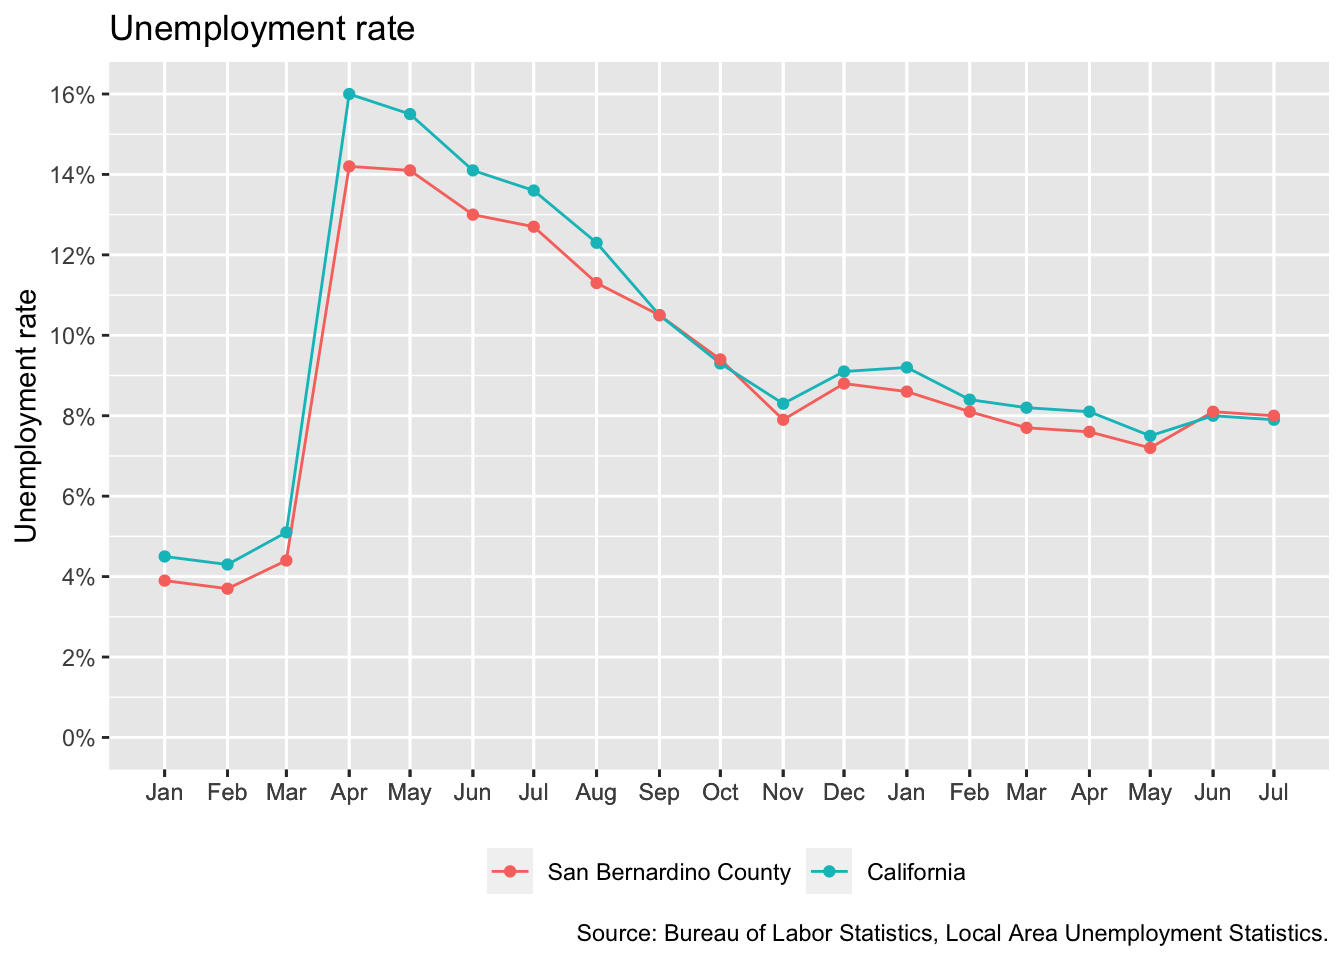 Unemployment rate
Unemployment rate
16%
14%
12%
10%
8%
6%
4%
2%
0%
Jan Feb Mar Apr May Jun Jul Aug Sep Oct Nov Dec Jan Feb Mar Apr May Jun Jul
San Bernardino County California
Source: Bureau of Labor Statistics, Local Area Unemployment Statistics.